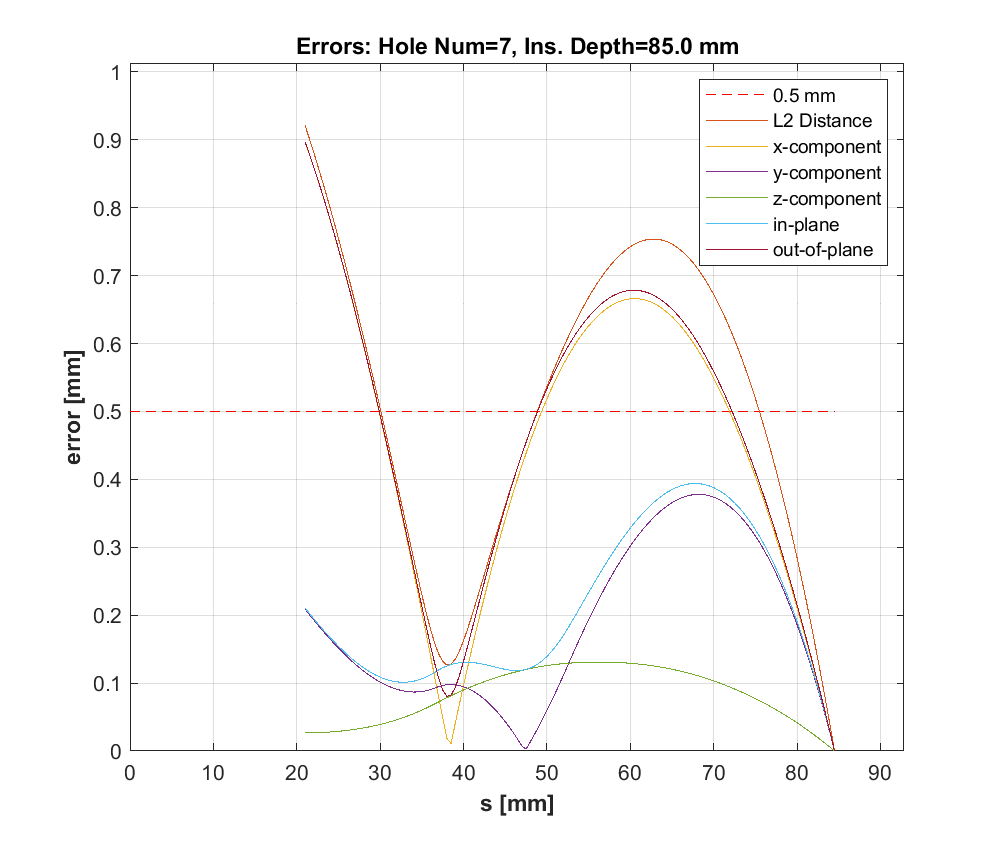 Errors: Hole Num=7, Ins. Depth=85.0 mm
1
0.9
0.8
0.7
0.6
0.5
0.4
0.3
0.2
0.1
0
error [mm]
0.5 mm
L2 Distance
x-component
y-component
z-component
in-plane
out-of-plane
0 10 20 30 40 50 60 70 80 90
s [mm]